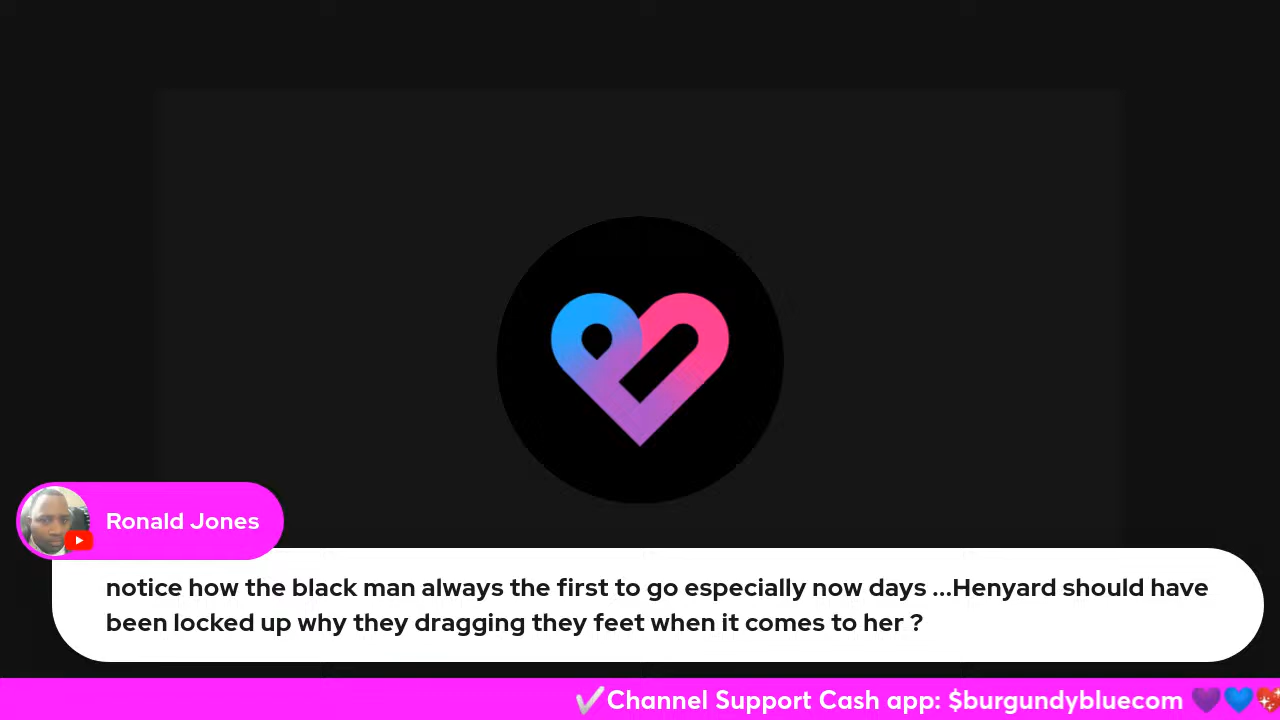 Ronald Jones
notice how the black man always the first to go especially now days ...Henyard should have
been locked up why they dragging they feet when it comes to her ?
✔Channel Support Cash app: $burgundybluecom 💜💙💖